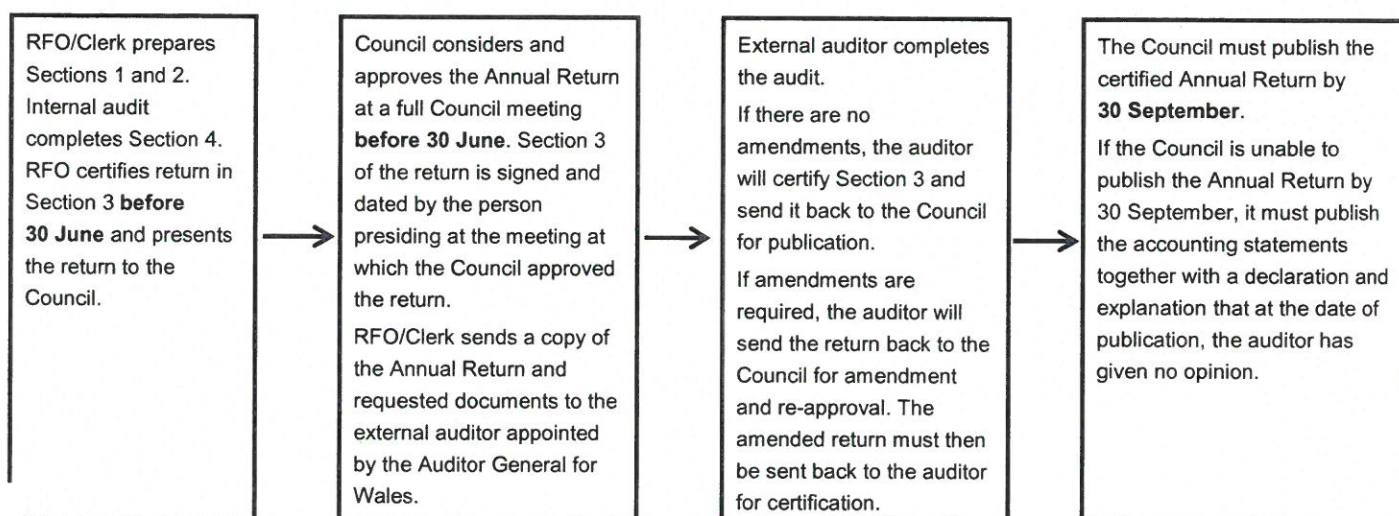 RFO/Clerk prepares
Sections 1 and 2.
Internal audit
completes Section 4.
RFO certifies return in
Section 3 before
30 June and presents
the return to the
Council.
Council considers and
approves the Annual Return
at a full Council meeting
before 30 June. Section 3
of the return is signed and
dated by the person
presiding at the meeting at
which the Council approved
the return.
RFO/Clerk sends a copy of
the Annual Return and
requested documents to the
external auditor appointed
by the Auditor General for
Wales.
External auditor completes
the audit.
If there are no
amendments, the auditor
will certify Section 3 and
send it back to the Council
for publication.
If amendments are
required, the auditor will
send the return back to the
Council for amendment
and re-approval. The
amended return must then
be sent back to the auditor
for certification.
The Council must publish the
certified Annual Return by
30 September.
If the Council is unable to
publish the Annual Return by
30 September, it must publish
the accounting statements
together with a declaration and
explanation that at the date of
publication, the auditor has
given no opinion.